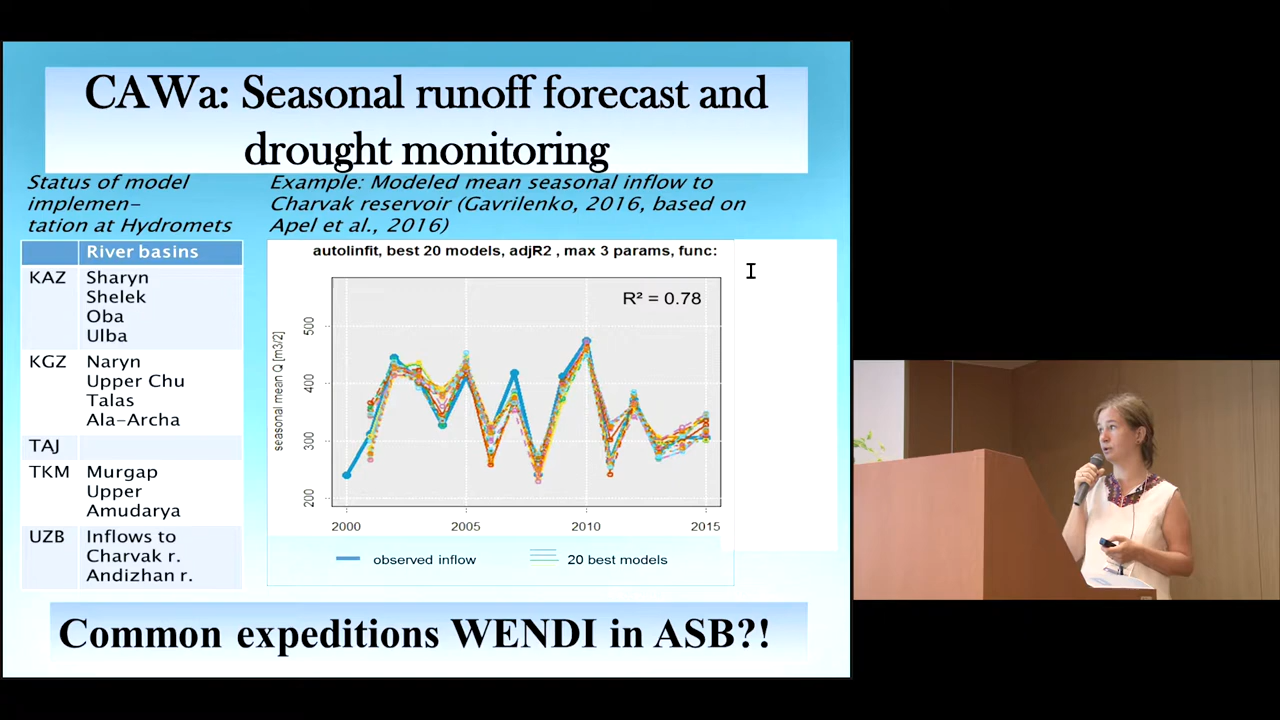 CAWa: Seasonal runoff forecast and
drought monitoring
Status of model
implemen-
tation at Hydromets
Example: Modeled mean seasonal inflow to
Charvak reservoir (Gavrilenko, 2016, based on
Apel et al., 2016)
River basins
KAZ
Sharyn
Shelek
Oba
Ulba
KGZ
Naryn
Upper Chu
Talas
Ala-Archa
TAJ
TKM
Murgap
Upper
Amudarya
UZB
Inflows to
Charvak r.
Andizhan r.
autolinfit, best 20 models, adjR2 , max 3 params, func:
R² = 0.78
seasonal mean Q [m3/2]
500
400
300
200
2000
2005
2010
2015
observed inflow
20 best models
Common expeditions WENDI in ASB?!